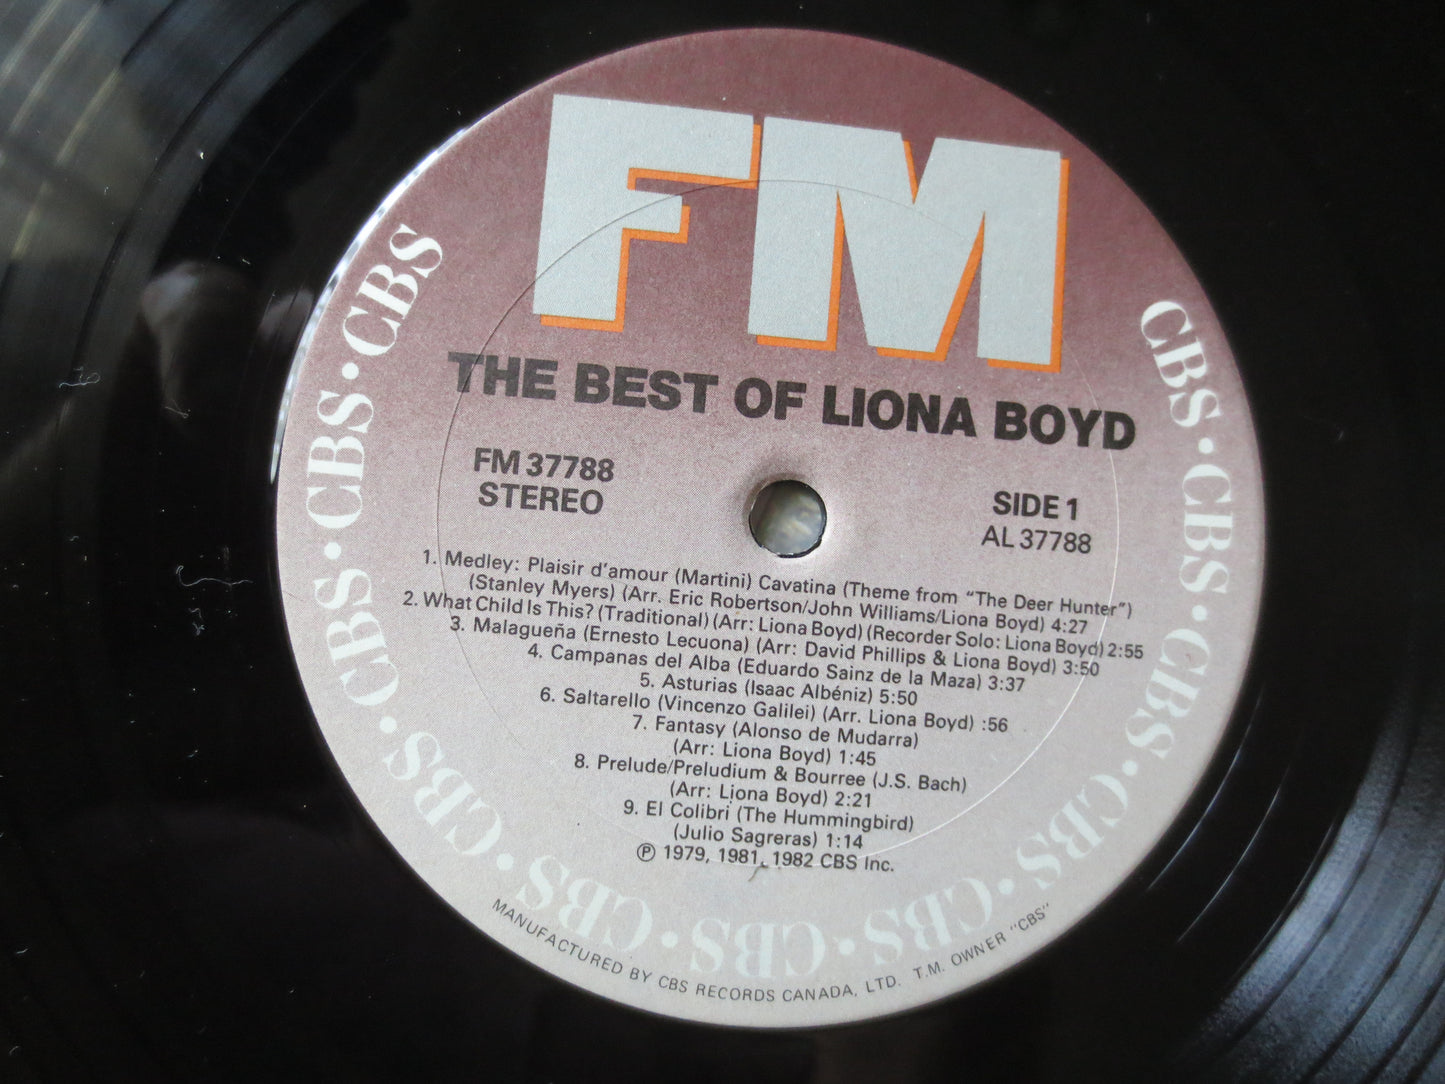 FM
THE BEST OF LIONA BOYD
FM 37788
STEREO
SIDE 1
AL 37788
1. Medley: Plaisir d'amour (Martini) Cavatina (Theme from "The Deer Hunter")
(Stanley Myers) (Arr. Eric Robertson/John Williams/Liona Boyd) 4:27
2. What Child Is This? (Traditional) (Arr: Liona Boyd) (Recorder Solo: Liona Boyd) 2:55
3. Malagueña (Ernesto Lecuona) (Arr: David Phillips & Liona Boyd) 3:50
4. Campanas del Alba (Eduardo Sainz de la Maza) 3:37
5. Asturias (Isaac Albéniz) 5:50
6. Saltarello (Vincenzo Galilei) (Arr. Liona Boyd) :56
7. Fantasy (Alonso de Mudarra)
(Arr: Liona Boyd) 1:45
8. Prelude/Preludium & Bourree (J.S. Bach)
(Arr: Liona Boyd) 2:21
9. El Colibri (The Hummingbird)
(Julio Sagreras) 1:14
℗ 1979, 1981, 1982 CBS Inc.
CBS • CBS • CBS • CBS • CBS • CBS • CBS • CBS • CBS • CBS • CBS • CBS • CBS
MANUFACTURED BY CBS RECORDS CANADA, LTD. T.M. OWNER "CBS"